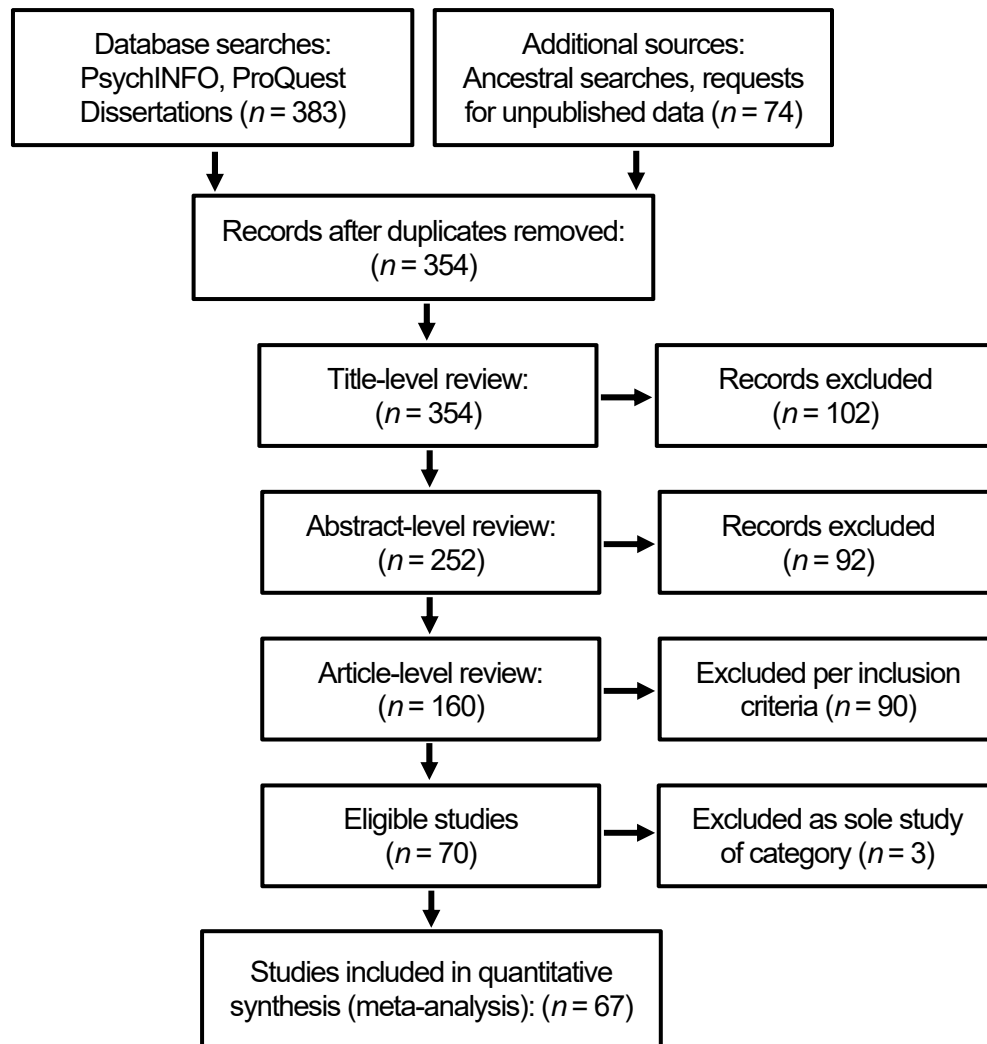 Database searches:
PsychINFO, ProQuest
Dissertations (n = 383)
Additional sources:
Ancestral searches, requests
for unpublished data (n = 74)
Records after duplicates removed:
(n = 354)
Title-level review:
(n = 354)
Records excluded
(n = 102)
Abstract-level review:
(n = 252)
Records excluded
(n = 92)
Article-level review:
(n = 160)
Excluded per inclusion
criteria (n = 90)
Eligible studies
(n = 70)
Excluded as sole study
of category (n = 3)
Studies included in quantitative
synthesis (meta-analysis): (n = 67)